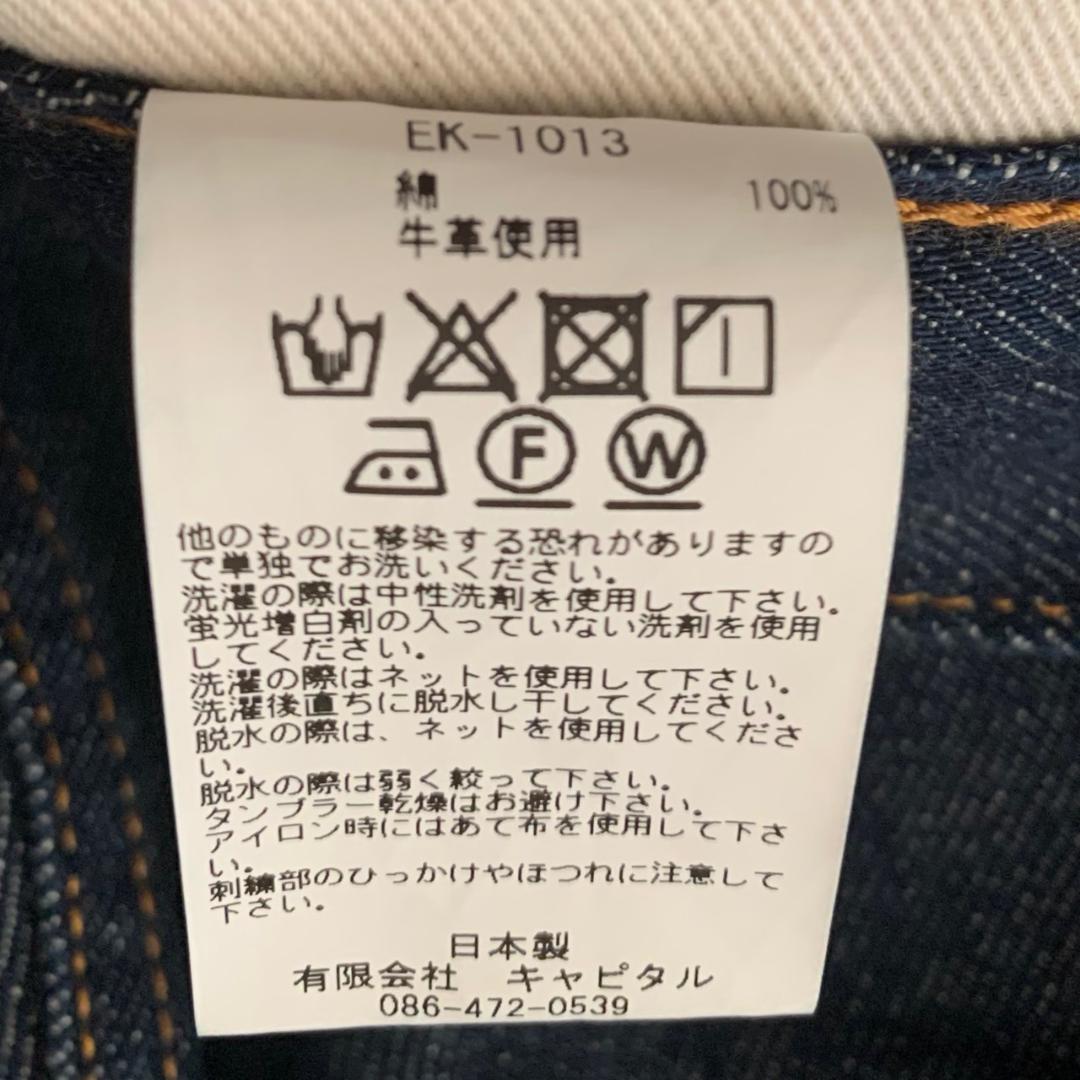 EK-1013
綿 100%
牛革使用
F W
他のものに移染する恐れがありますの
で単独でお洗いください。
洗濯の際は中性洗剤を使用して下さい。
蛍光増白剤の入っていない洗剤を使用
してください。
洗濯の際はネットを使用して下さい。
洗濯後直ちに脱水し干してください。
脱水の際は、ネットを使用してくださ
い。
脱水の際は弱く絞って下さい。
タンブラー乾燥はお避け下さい。
アイロン時にはあて布を使用して下さ
い。
刺繍部のひっかけやほつれに注意して
下さい。
日本製
有限会社 キャピタル
086-472-0539